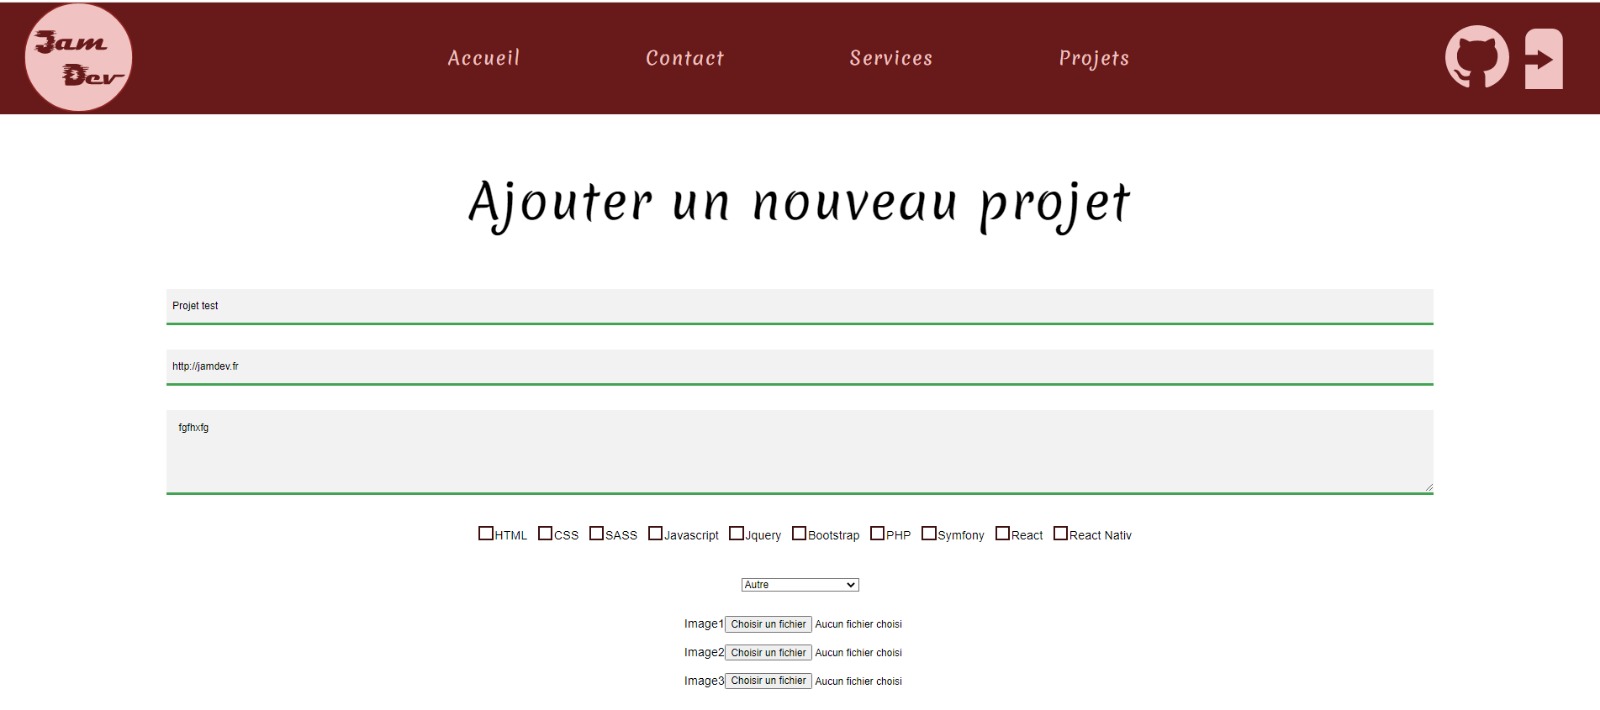 Jam
Dev
Accueil Contact Services Projets
Ajouter un nouveau projet
Projet test
http://jamdev.fr
fgfhxfg
HTML CSS SASS Javascript Jquery Bootstrap PHP Symfony React React Nativ
Autre
Image1 Choisir un fichier Aucun fichier choisi
Image2 Choisir un fichier Aucun fichier choisi
Image3 Choisir un fichier Aucun fichier choisi